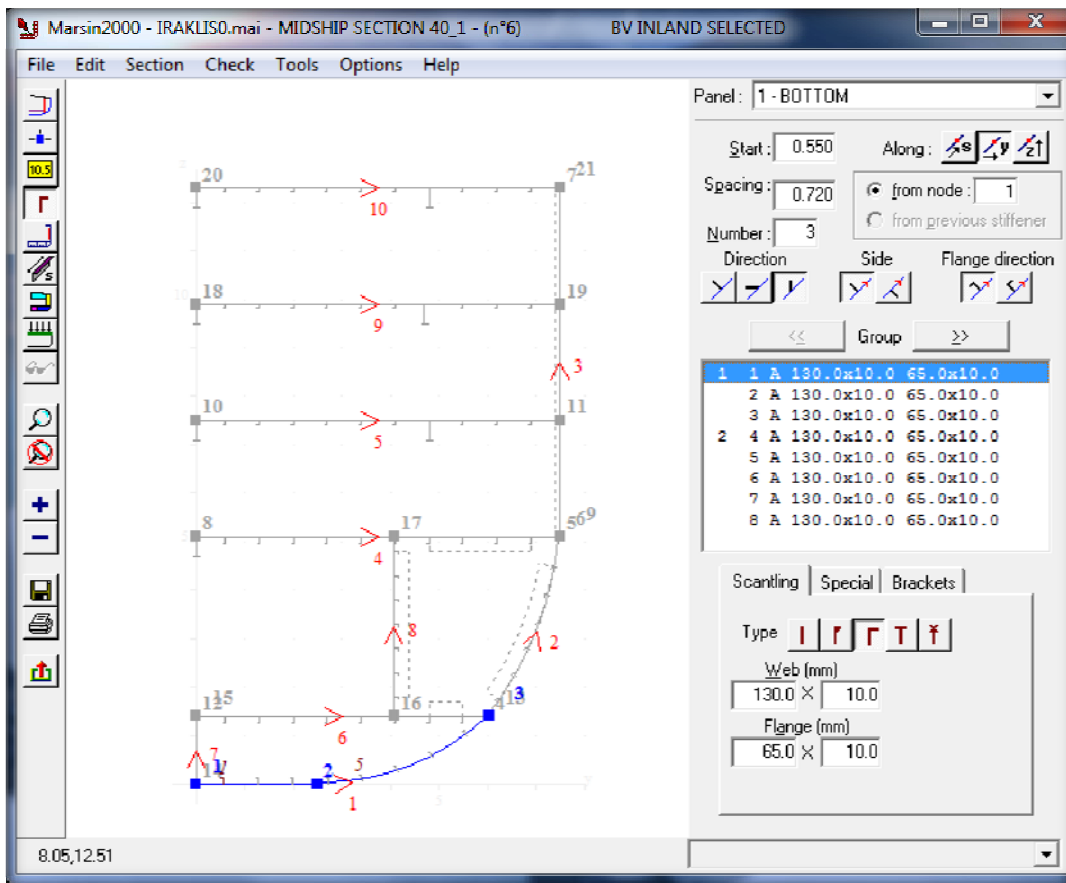 Marsin2000 - IRAKLIS0.mai - MIDSHIP SECTION 40_1 - (n°6) BV INLAND SELECTED
File Edit Section Check Tools Options Help
Panel : 1 - BOTTOM
Start : 0.550 Along : s y z
Spacing : 0.720 from node : 1
from previous stiffener
Number : 3
Direction Side Flange direction
<< Group >>
1 1 A 130.0x10.0 65.0x10.0
2 A 130.0x10.0 65.0x10.0
3 A 130.0x10.0 65.0x10.0
2 4 A 130.0x10.0 65.0x10.0
5 A 130.0x10.0 65.0x10.0
6 A 130.0x10.0 65.0x10.0
7 A 130.0x10.0 65.0x10.0
8 A 130.0x10.0 65.0x10.0
Scantling Special Brackets
Type
Web (mm)
130.0 X 10.0
Flange (mm)
65.0 X 10.0
10.5
s
20 7 21
10
18 19
9
3
10 11
5
8 17 5 6 9
4
8 2
12 15 16 4 3
6
7 1 2 5
1
8.05,12.51